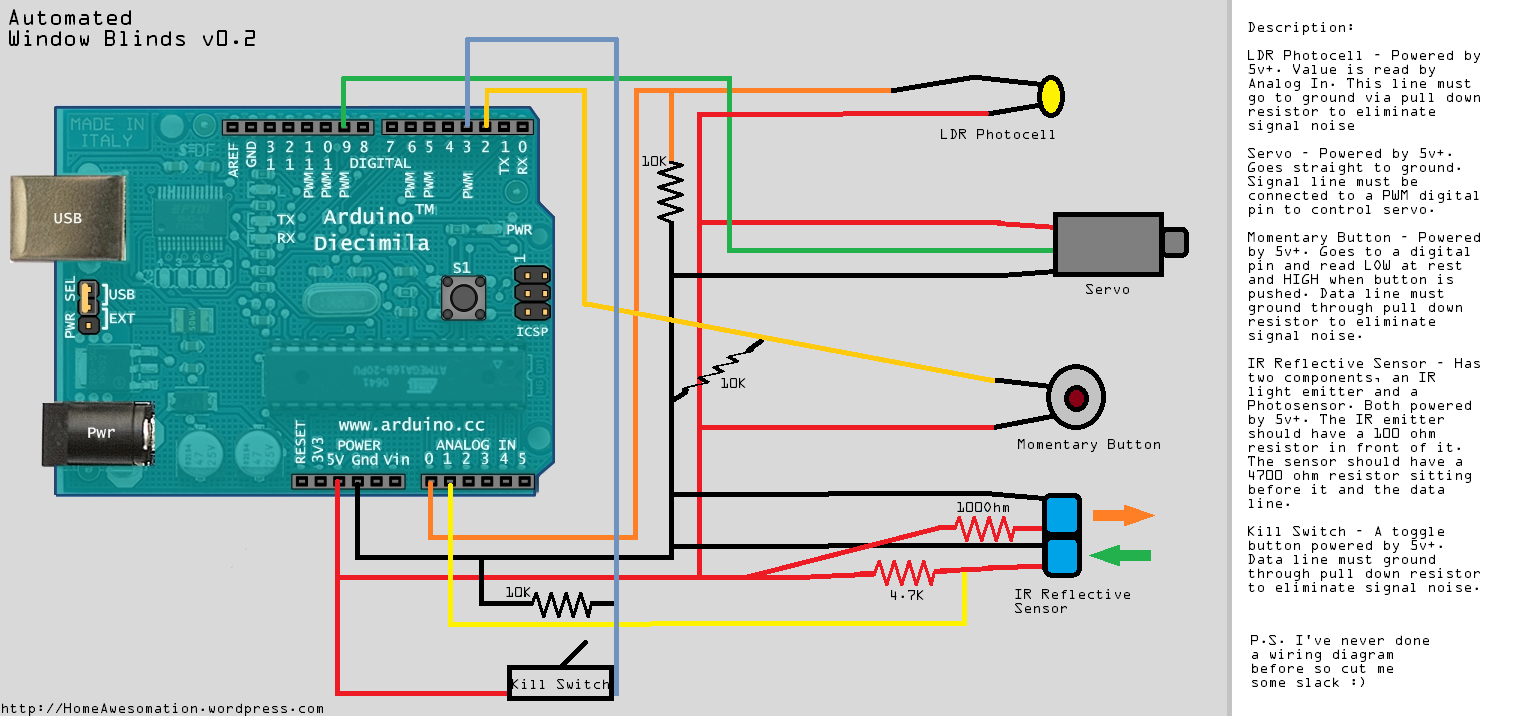 Automated
Window Blinds v0.2
MADE IN
ITALY
S=DF
AREF
GND
13
12
PWM 11
PWM 10
PWM 9
8
DIGITAL
7
PWM 6
PWM 5
4
PWM 3
2
TX 1
RX 0
USB
TX
RX
Arduino
TM
Diecimila
PWR
S1
1
ICSP
PWR SEL
USB
EXT
Pwr
www.arduino.cc
RESET
3V3
POWER
5V Gnd Vin
ANALOG IN
0 1 2 3 4 5
10K
LDR Photocell
Servo
10K
Momentary Button
100Ohm
4.7K
IR Reflective
Sensor
10K
Kill Switch
http://HomeAwesomation.wordpress.com
Description:
LDR Photocell - Powered by
5v+. Value is read by
Analog In. This line must
go to ground via pull down
resistor to eliminate
signal noise
Servo - Powered by 5v+.
Goes straight to ground.
Signal line must be
connected to a PWM digital
pin to control servo.
Momentary Button - Powered
by 5v+. Goes to a digital
pin and read LOW at rest
and HIGH when button is
pushed. Data line must
ground through pull down
resistor to eliminate
signal noise.
IR Reflective Sensor - Has
two components, an IR
light emitter and a
Photosensor. Both powered
by 5v+. The IR emitter
should have a 100 ohm
resistor in front of it.
The sensor should have a
4700 ohm resistor sitting
before it and the data
line.
Kill Switch - A toggle
button powered by 5v+.
Data line must ground
through pull down resistor
to eliminate signal noise.
P.S. I've never done
a wiring diagram
before so cut me
some slack :)